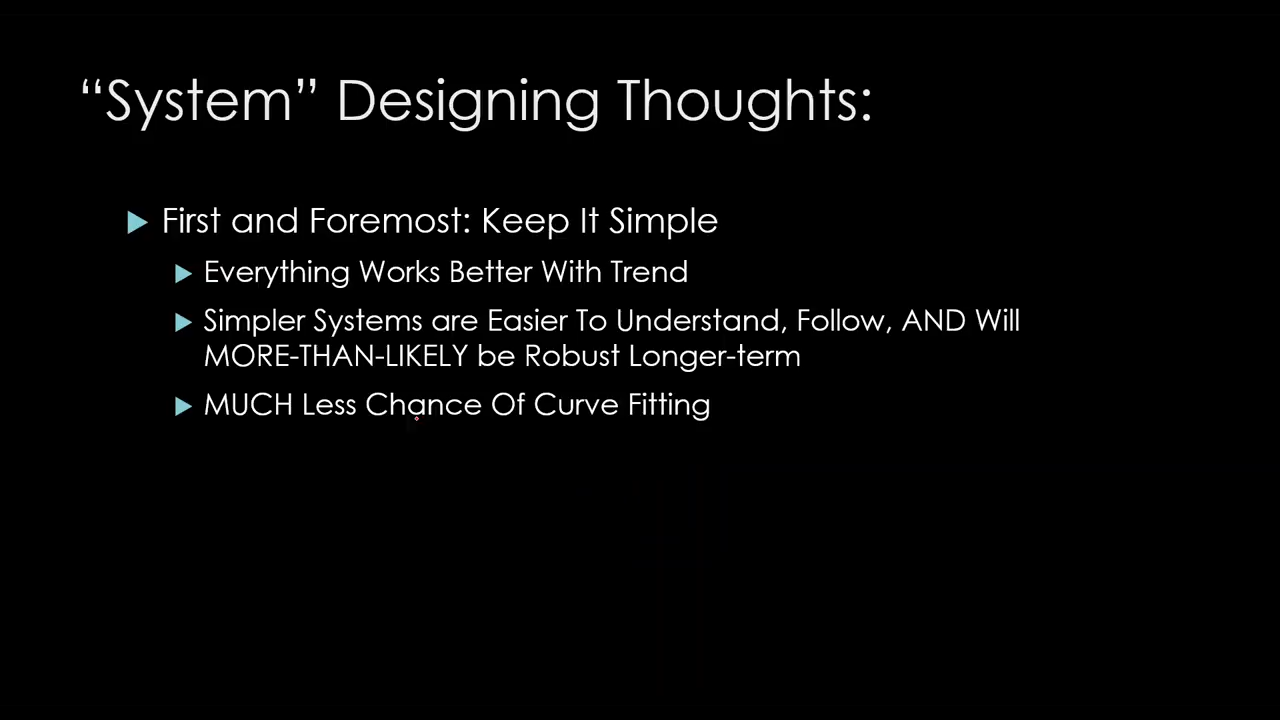 “System” Designing Thoughts:
First and Foremost: Keep It Simple
Everything Works Better With Trend
Simpler Systems are Easier To Understand, Follow, AND Will
MORE-THAN-LIKELY be Robust Longer-term
MUCH Less Chance Of Curve Fitting